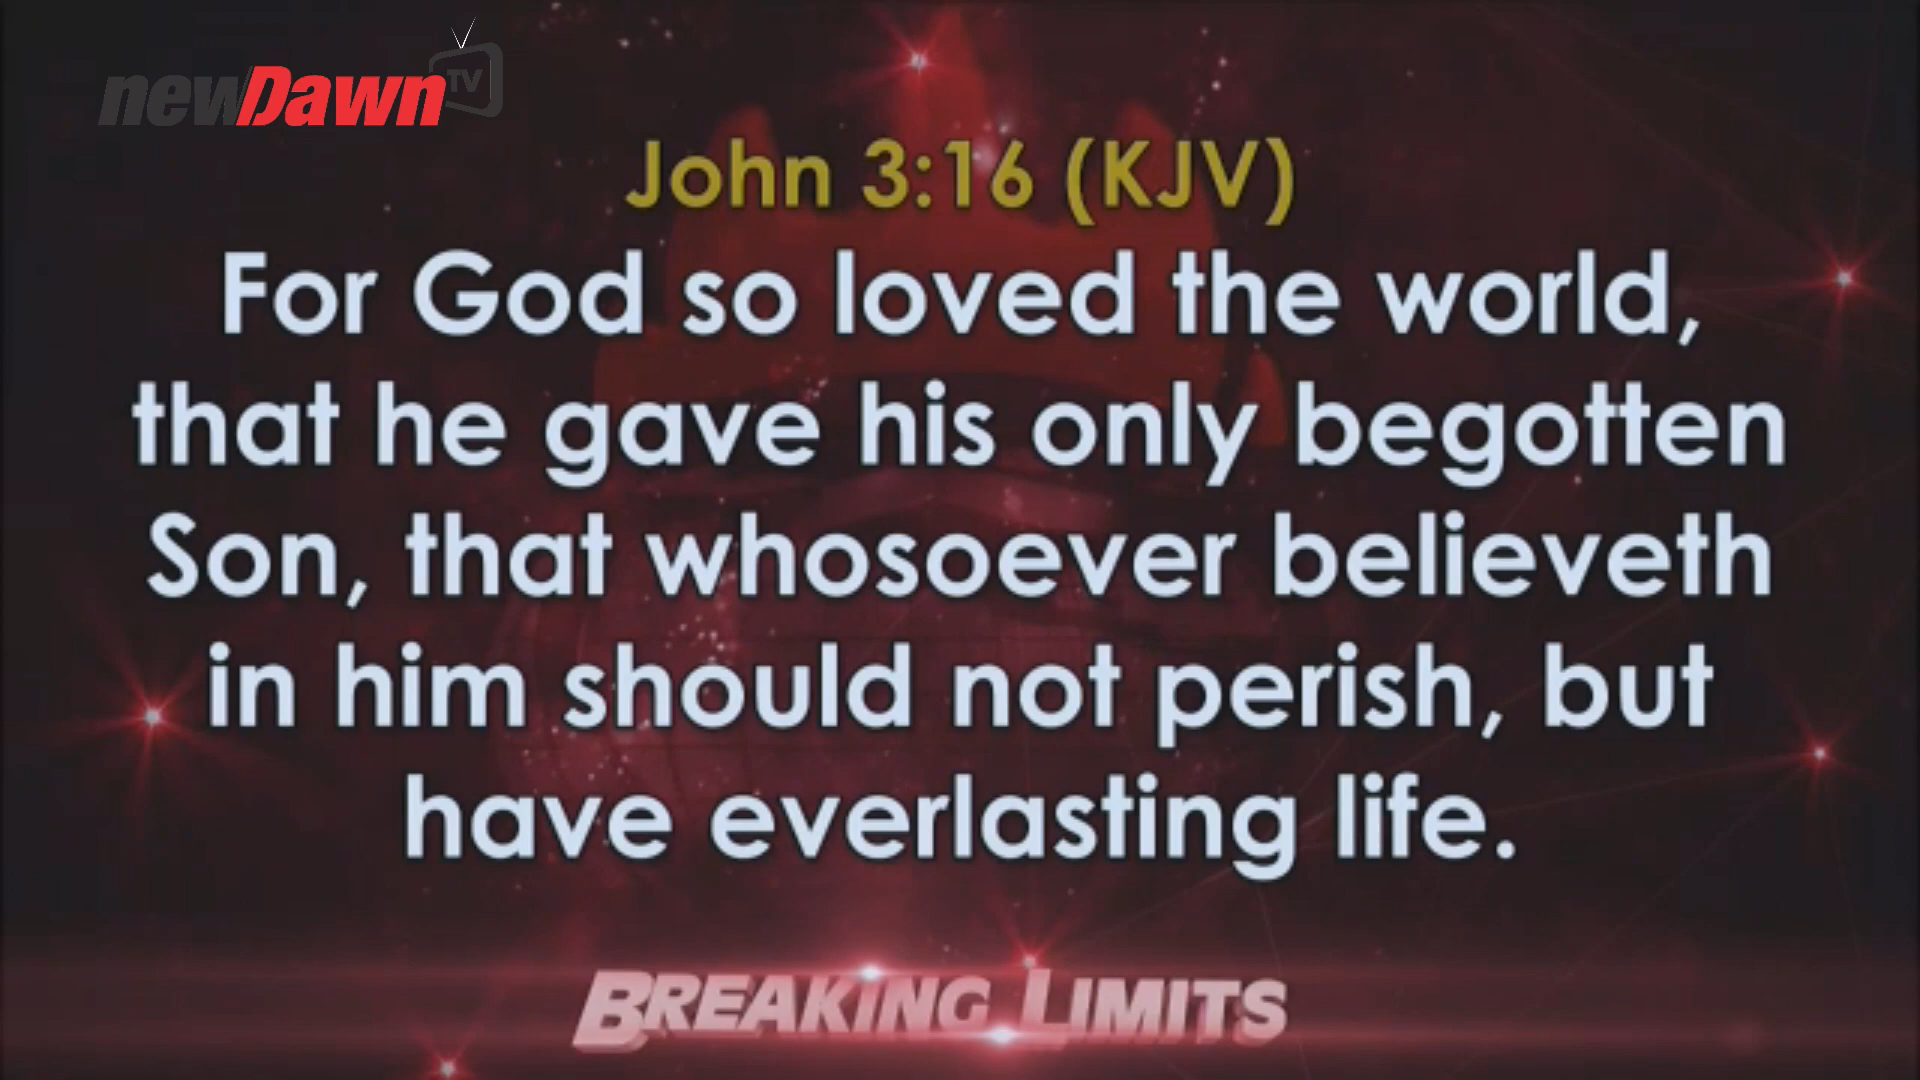 newDawn TV
John 3:16 (KJV)
For God so loved the world,
that he gave his only begotten
Son, that whosoever believeth
in him should not perish, but
have everlasting life.
BREAKING LIMITS